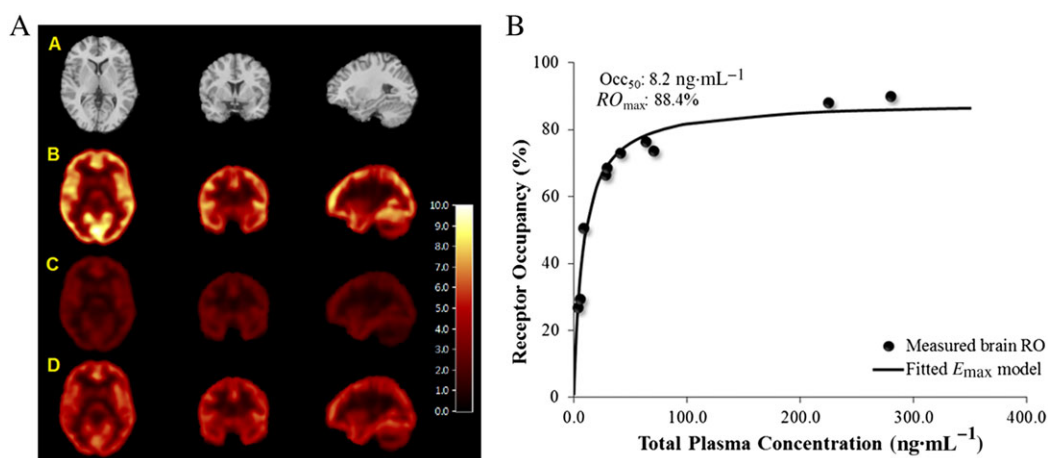 A
A
B
C
D
10.0
9.0
8.0
7.0
6.0
5.0
4.0
3.0
2.0
1.0
0.0
B
Occ50: 8.2 ng·mL−1
ROmax: 88.4%
Receptor Occupancy (%)
100
80
60
40
20
0
Measured brain RO
Fitted Emax model
0.0 100.0 200.0 300.0 400.0
Total Plasma Concentration (ng·mL−1)